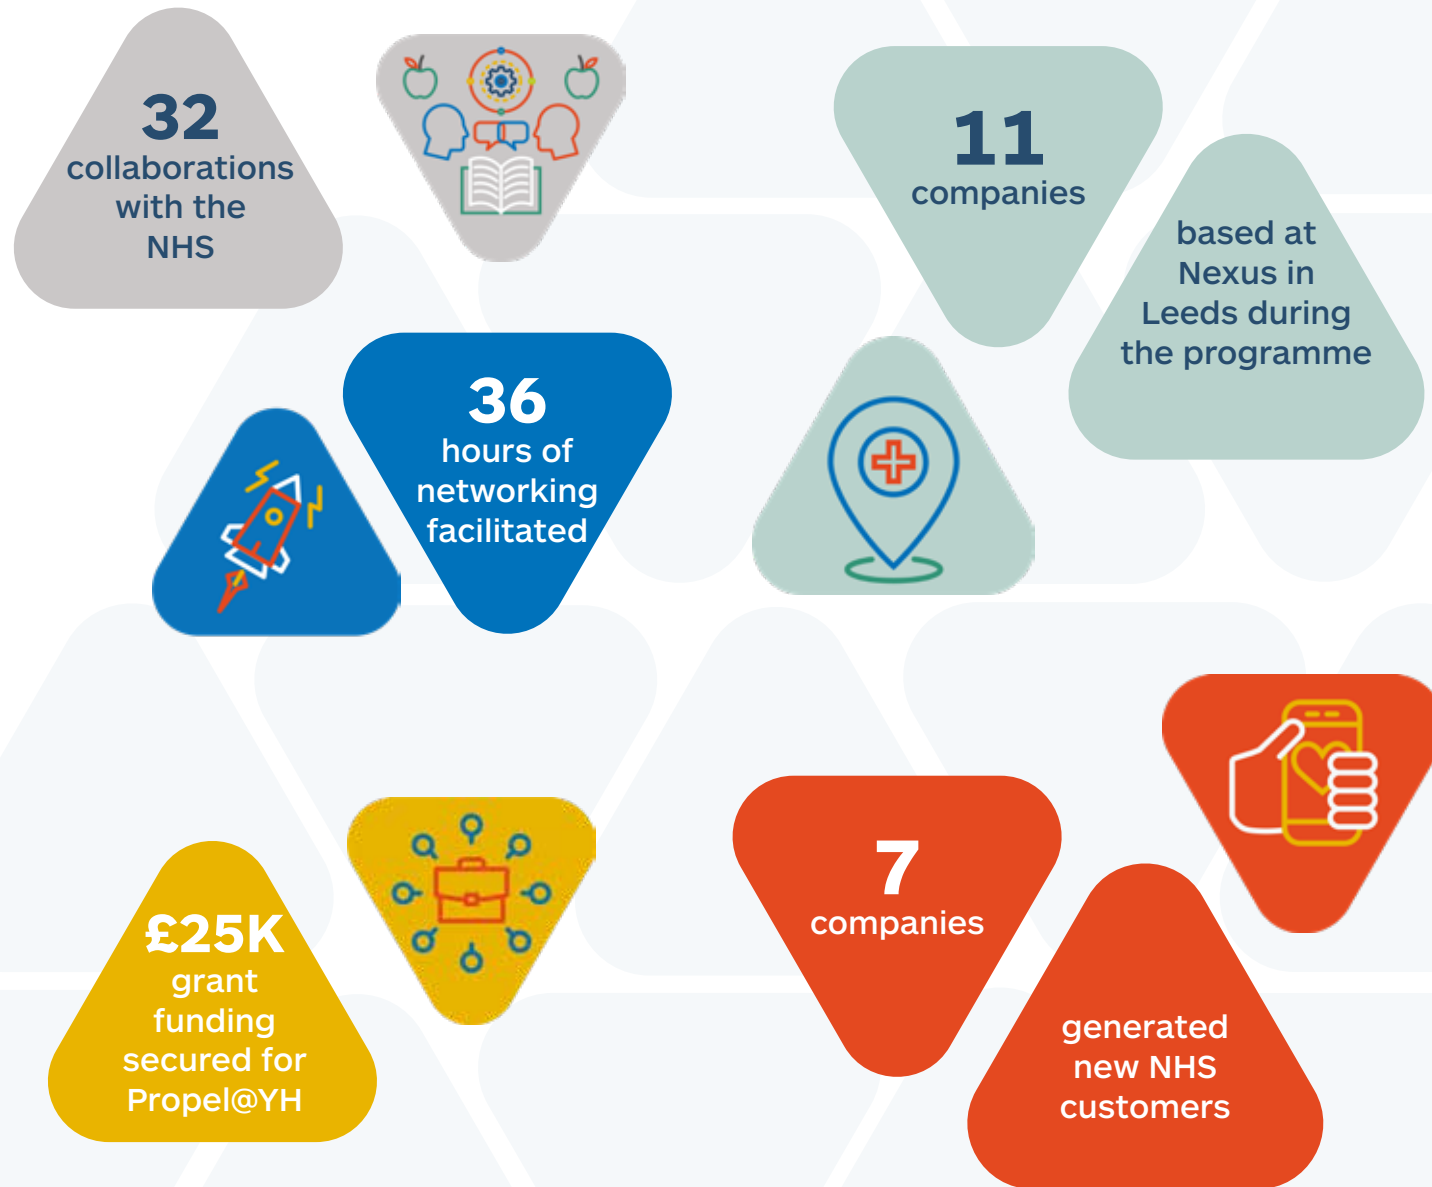 32
collaborations
with the
NHS
11
companies
based at
Nexus in
Leeds during
the programme
36
hours of
networking
facilitated
£25K
grant
funding
secured for
Propel@YH
7
companies
generated
new NHS
customers